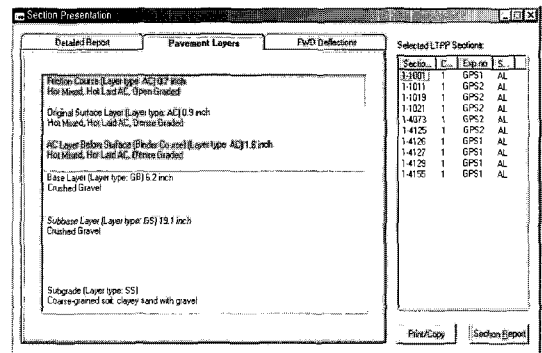 Section Presentation
Detailed Report
Pavement Layers
FWD Deflections
Friction Course (Layer type: AC) 0.7 inch
Hot Mixed, Hot Laid AC, Open Graded
Original Surface Layer (Layer type: AC) 0.9 inch
Hot Mixed, Hot Laid AC, Dense Graded
AC Layer Below Surface (Binder Course) (Layer type: AC) 1.6 inch
Hot Mixed, Hot Laid AC, Dense Graded
Base Layer (Layer type: GB) 6.2 inch
Crushed Gravel
Subbase Layer (Layer type: GS) 19.1 inch
Crushed Gravel
Subgrade (Layer type: SS)
Coarse-grained soil: clayey sand with gravel
Selected LTPP Sections:
Sectio... C... Exp.no S...
1-1001 1 GPS1 AL
1-1011 1 GPS2 AL
1-1019 1 GPS2 AL
1-1021 1 GPS2 AL
1-4073 1 GPS2 AL
1-4125 1 GPS2 AL
1-4126 1 GPS1 AL
1-4127 1 GPS1 AL
1-4129 1 GPS1 AL
1-4155 1 GPS1 AL
Print/Copy
Section Report